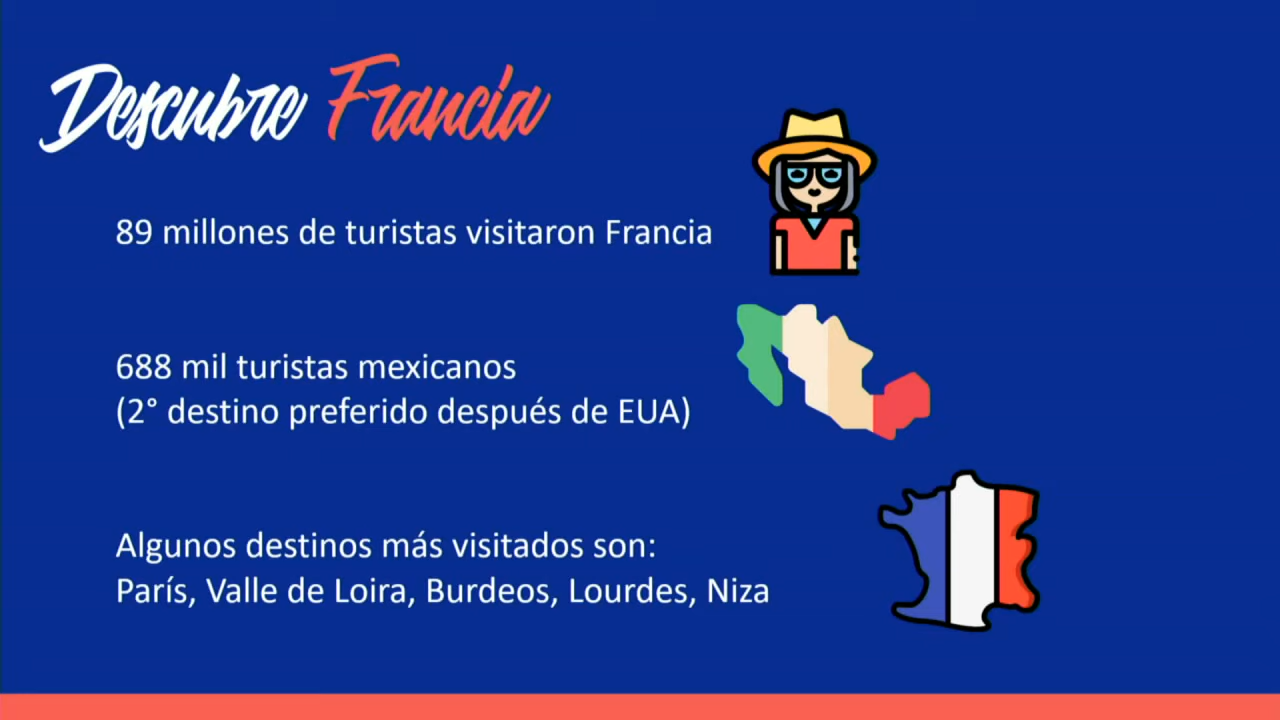 Descubre Francia
89 millones de turistas visitaron Francia
688 mil turistas mexicanos
(2° destino preferido después de EUA)
Algunos destinos más visitados son:
París, Valle de Loira, Burdeos, Lourdes, Niza